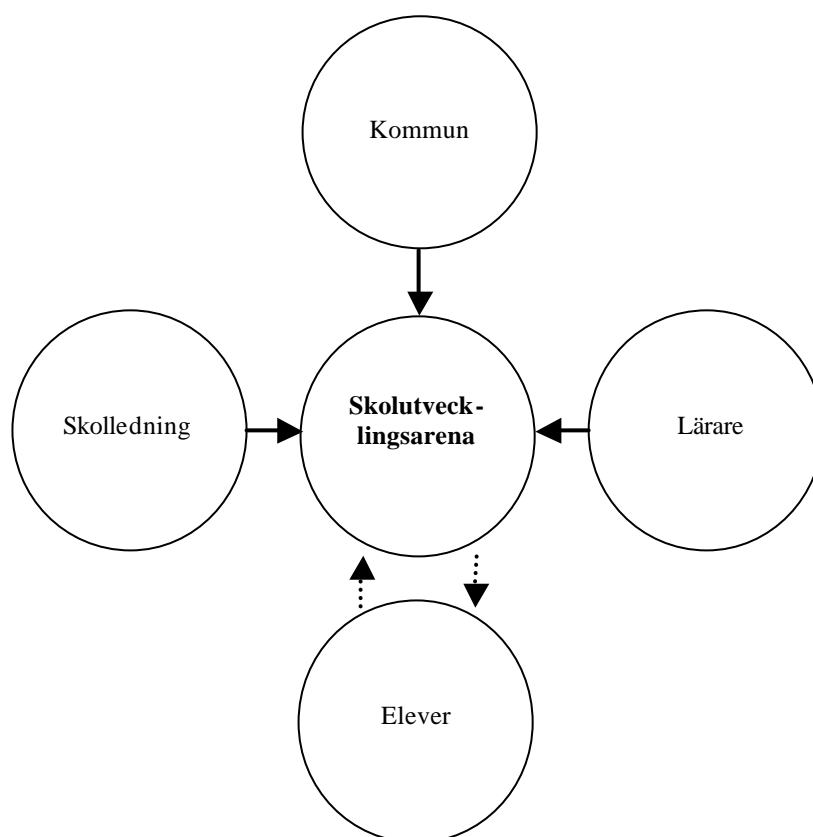 Kommun
Skolledning
Skolutveck-
lingsarena
Lärare
Elever